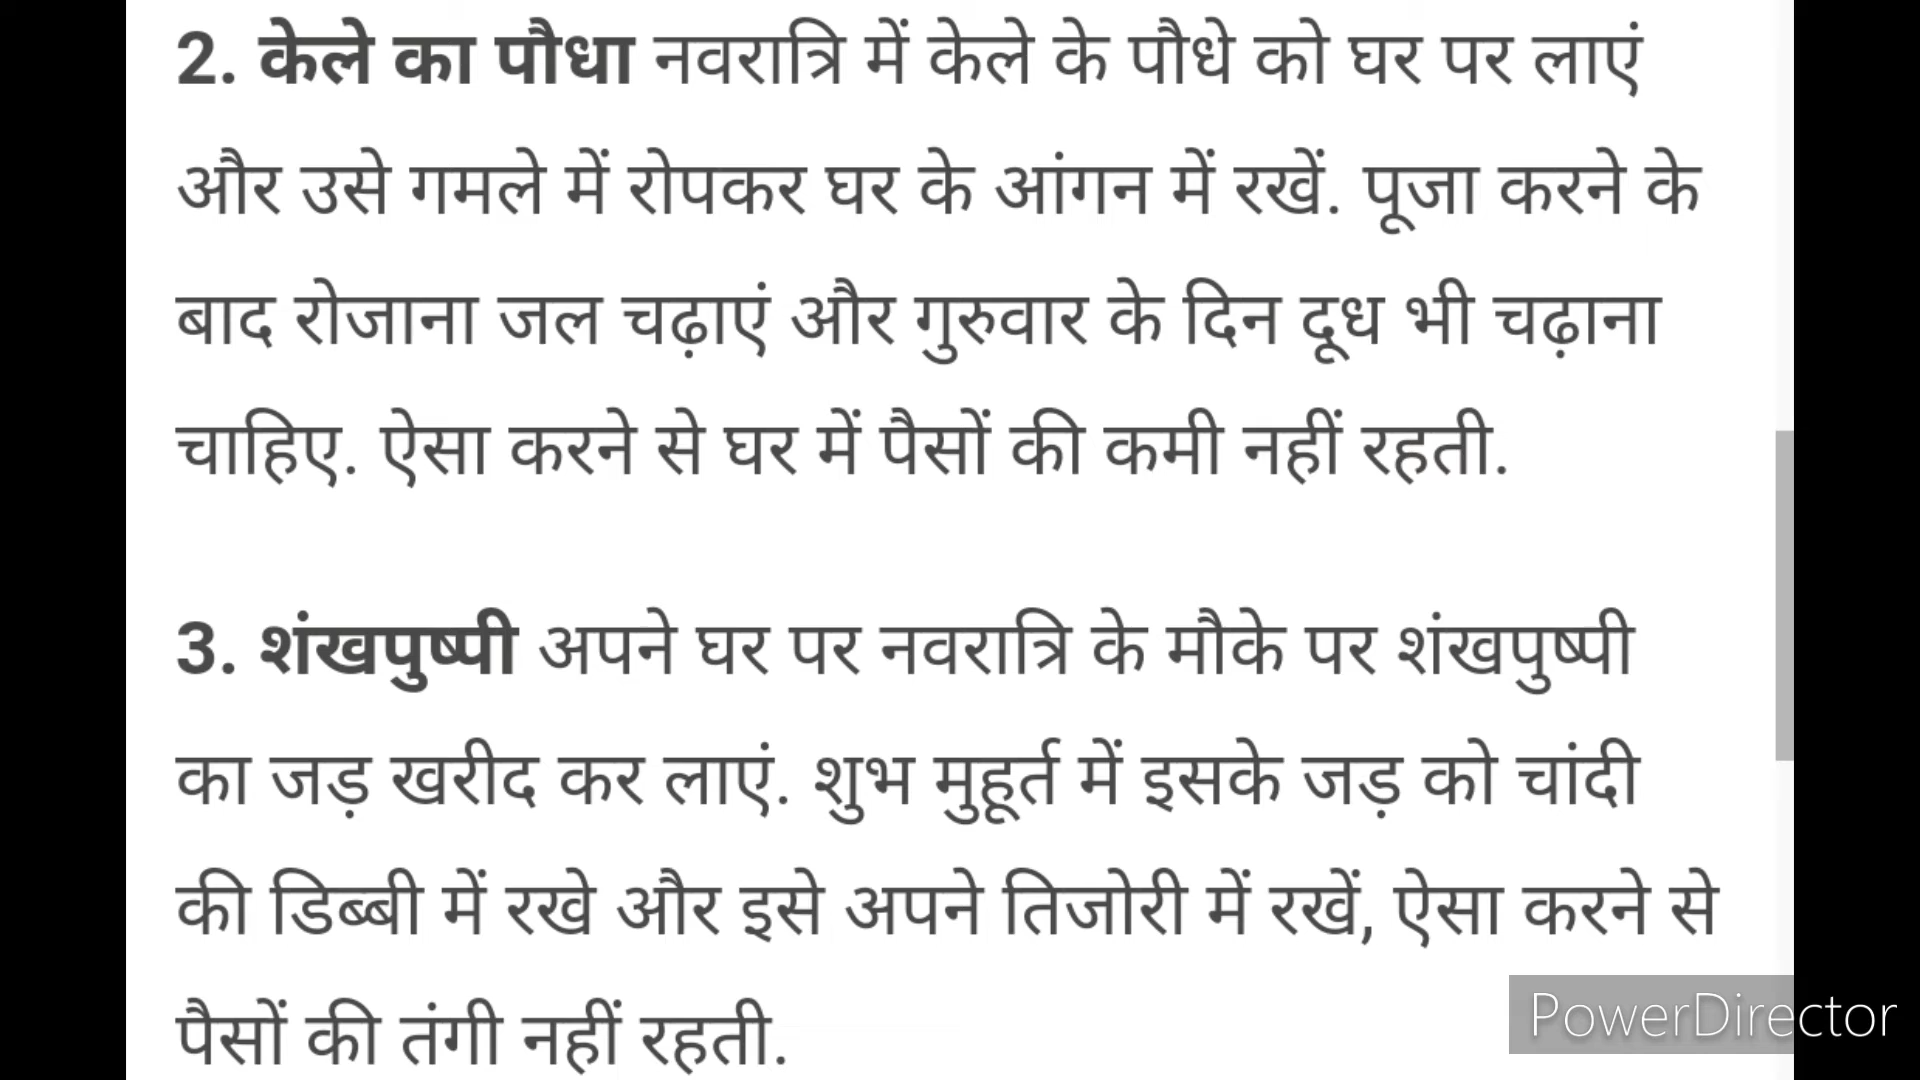 2. केले का पौधा नवरात्रि में केले के पौधे को घर पर लाएं
और उसे गमले में रोपकर घर के आंगन में रखें. पूजा करने के
बाद रोजाना जल चढ़ाएं और गुरुवार के दिन दूध भी चढ़ाना
चाहिए. ऐसा करने से घर में पैसों की कमी नहीं रहती.
3. शंखपुष्पी अपने घर पर नवरात्रि के मौके पर शंखपुष्पी
का जड़ खरीद कर लाएं. शुभ मुहूर्त में इसके जड़ को चांदी
की डिब्बी में रखे और इसे अपने तिजोरी में रखें, ऐसा करने से
पैसों की तंगी नहीं रहती.
PowerDirector